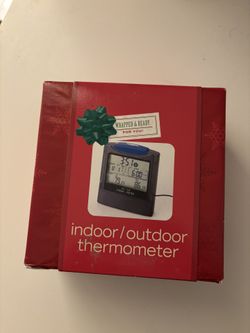 WRAPPED & READY
FOR YOU!
indoor/outdoor
thermometer